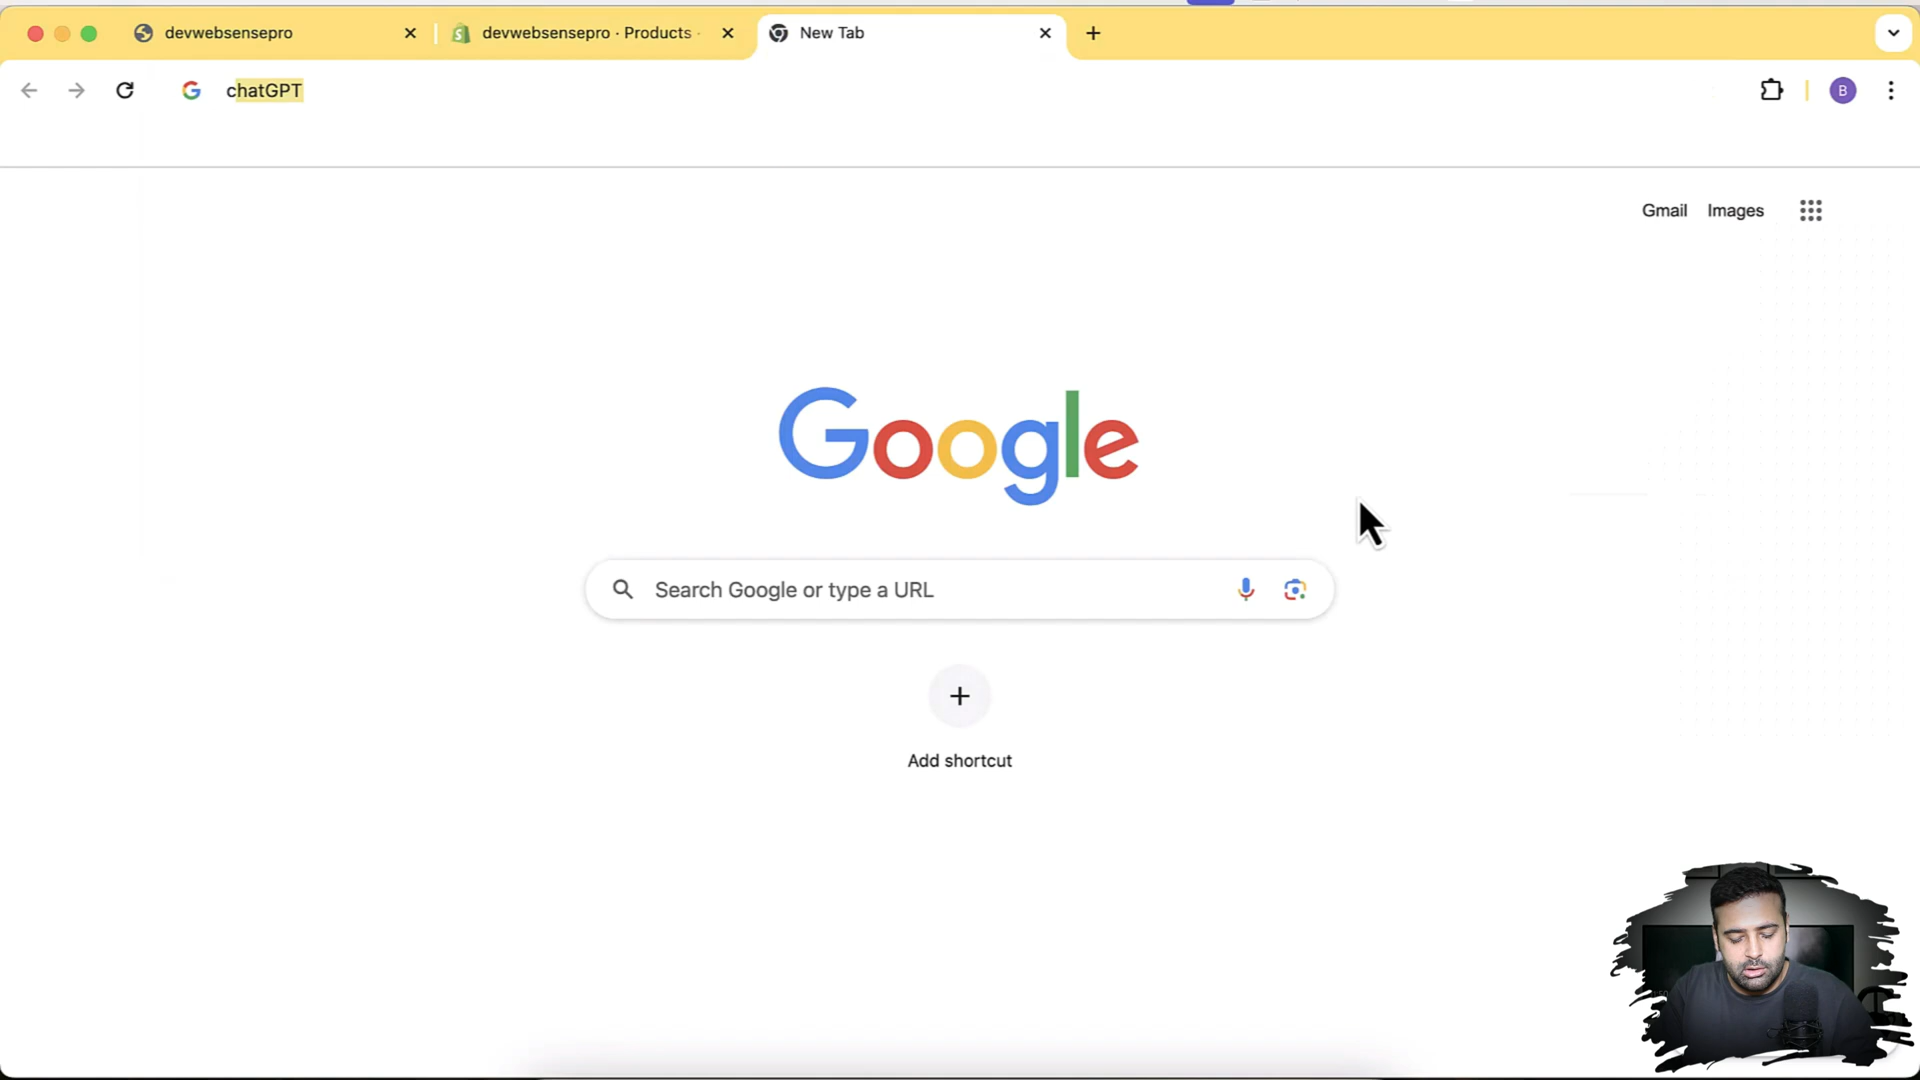 devwebsensepro
devwebsensepro · Products ·
New Tab
chatGPT
B
Gmail
Images
Google
Search Google or type a URL
Add shortcut